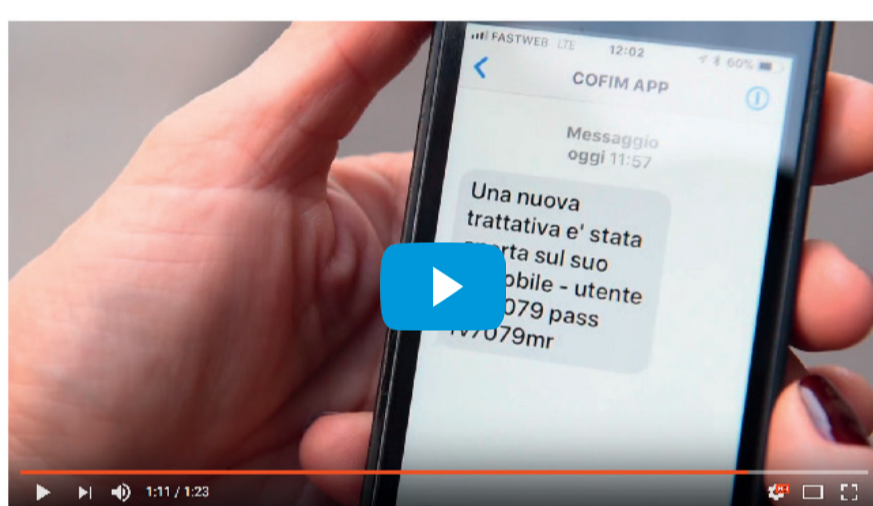 FASTWEB LTE 12:02 60%
COFIM APP
Messaggio
oggi 11:57
Una nuova
trattativa e' stata
sul suo
- utente
pass
1:11 / 1:23